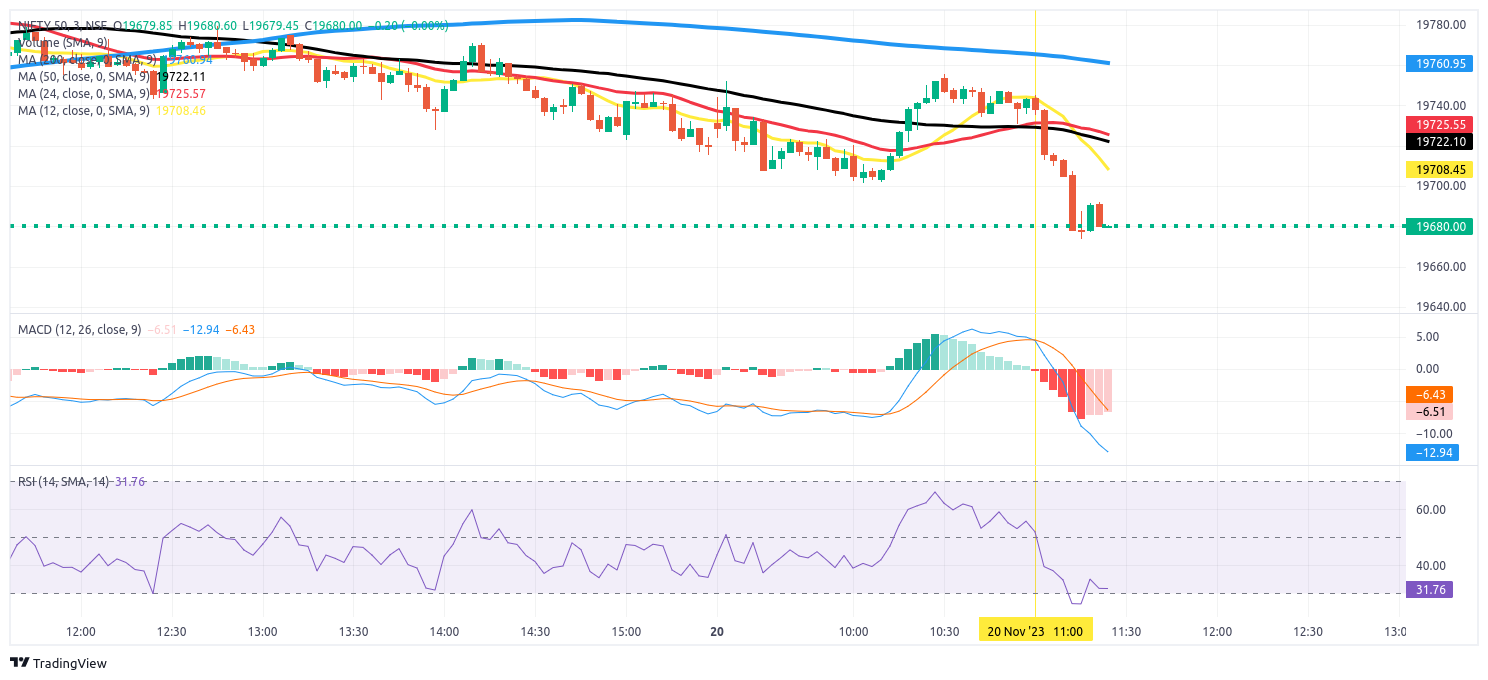 NIFTY 50, 3, NSE O19679.85 H19680.60 L19679.45 C19680.00 −0.20 (−0.00%)
Volume (SMA, 9)
MA (200, close, 0, SMA, 9) 19760.94
MA (50, close, 0, SMA, 9) 19722.11
MA (24, close, 0, SMA, 9) 19725.57
MA (12, close, 0, SMA, 9) 19708.46
19780.00
19760.95
19740.00
19725.55
19722.10
19708.45
19700.00
19680.00
19660.00
19640.00
MACD (12, 26, close, 9) −6.51 −12.94 −6.43
5.00
0.00
−6.43
−6.51
−10.00
−12.94
RSI (14, SMA, 14) 31.76
60.00
40.00
31.76
12:00 12:30 13:00 13:30 14:00 14:30 15:00 20 10:00 10:30 20 Nov '23 11:00 11:30 12:00 12:30 13:0
TradingView